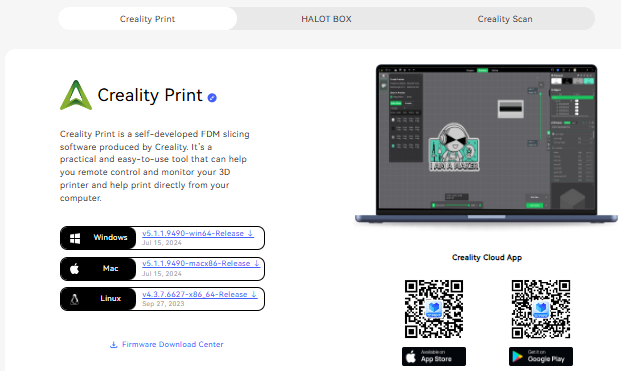 Creality Print
HALOT BOX
Creality Scan
Creality Print
Creality Print is a self-developed FDM slicing
software produced by Creality. It's a
practical and easy-to-use tool that can help
you remote control and monitor your 3D
printer and help print directly from your
computer.
Windows
v5.1.1.9490-win64-Release
Jul 15, 2024
Mac
v5.1.1.9490-macx86-Release
Jul 15, 2024
Linux
v4.3.7.6627-x86_64-Release
Sep 27, 2023
Firmware Download Center
Creality Cloud App
Available on
App Store
Get it on
Google Play